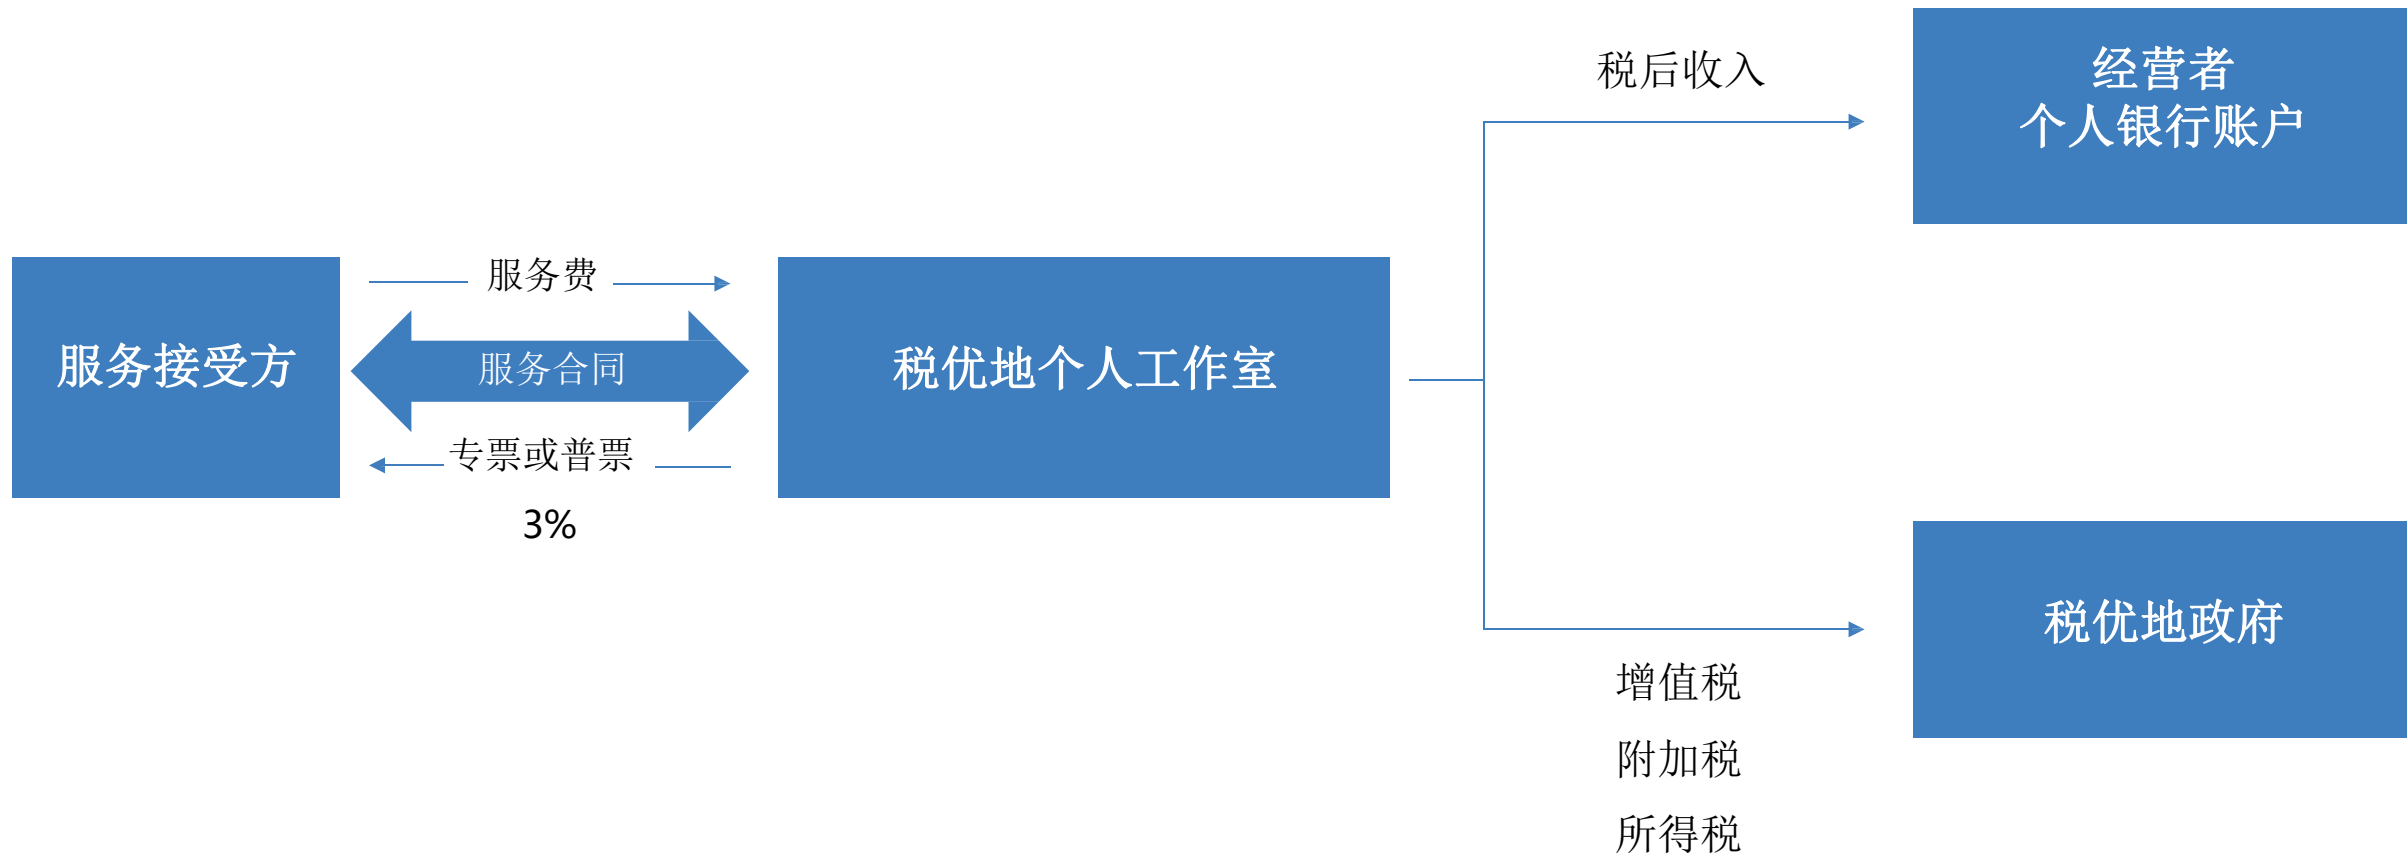 服务接受方
服务费
服务合同
专票或普票
3%
税优地个人工作室
税后收入
经营者
个人银行账户
税优地政府
增值税
附加税
所得税